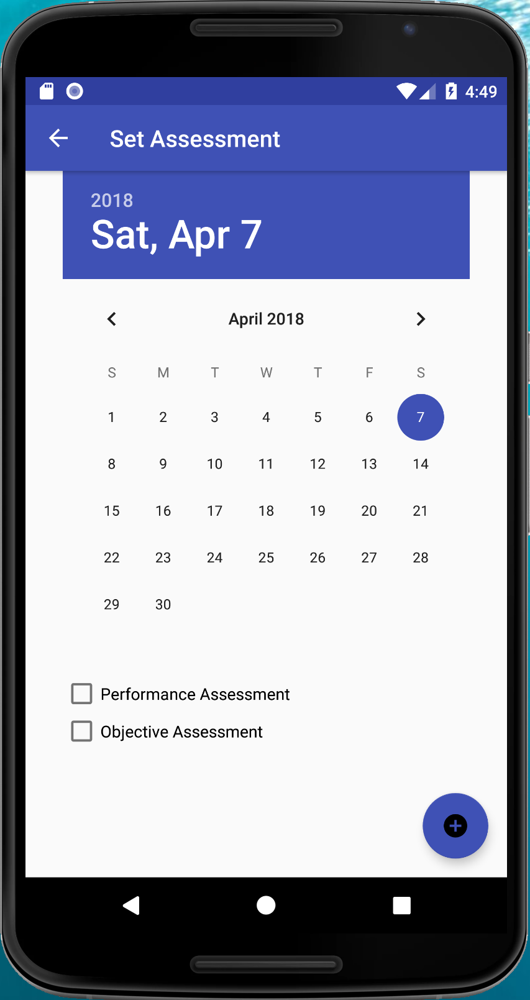 4:49
Set Assessment
2018
Sat, Apr 7
April 2018
S M T W T F S
1 2 3 4 5 6 7
8 9 10 11 12 13 14
15 16 17 18 19 20 21
22 23 24 25 26 27 28
29 30
Performance Assessment
Objective Assessment